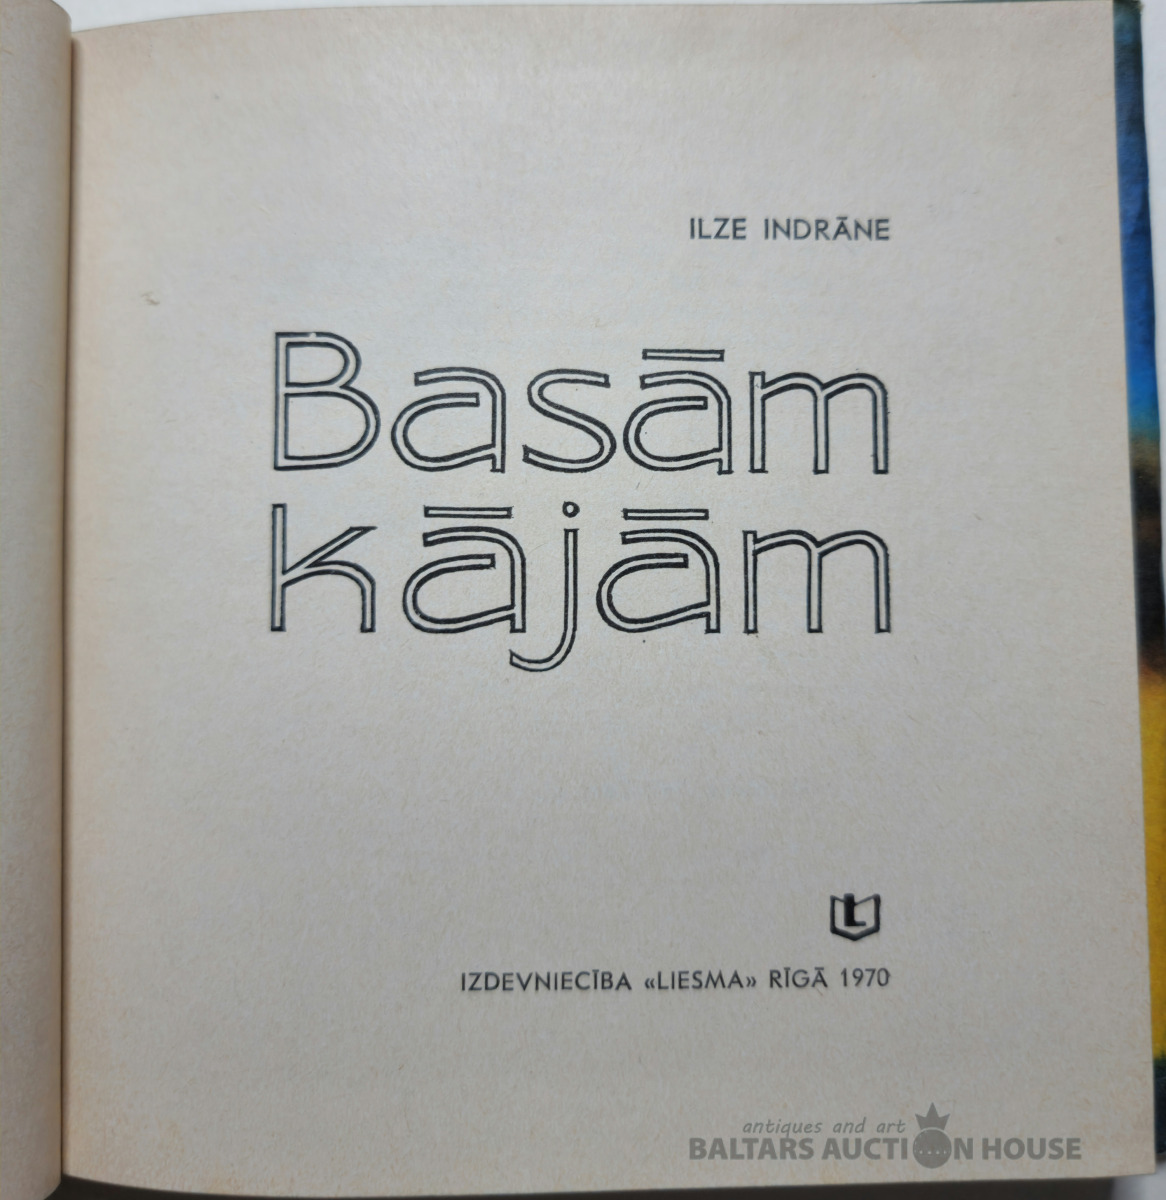 ILZE INDRĀNE
Basām
kājām
L
IZDEVNIECĪBA «LIESMA» RĪGĀ 1970
antiques and art
BALTARS AUCTION HOUSE